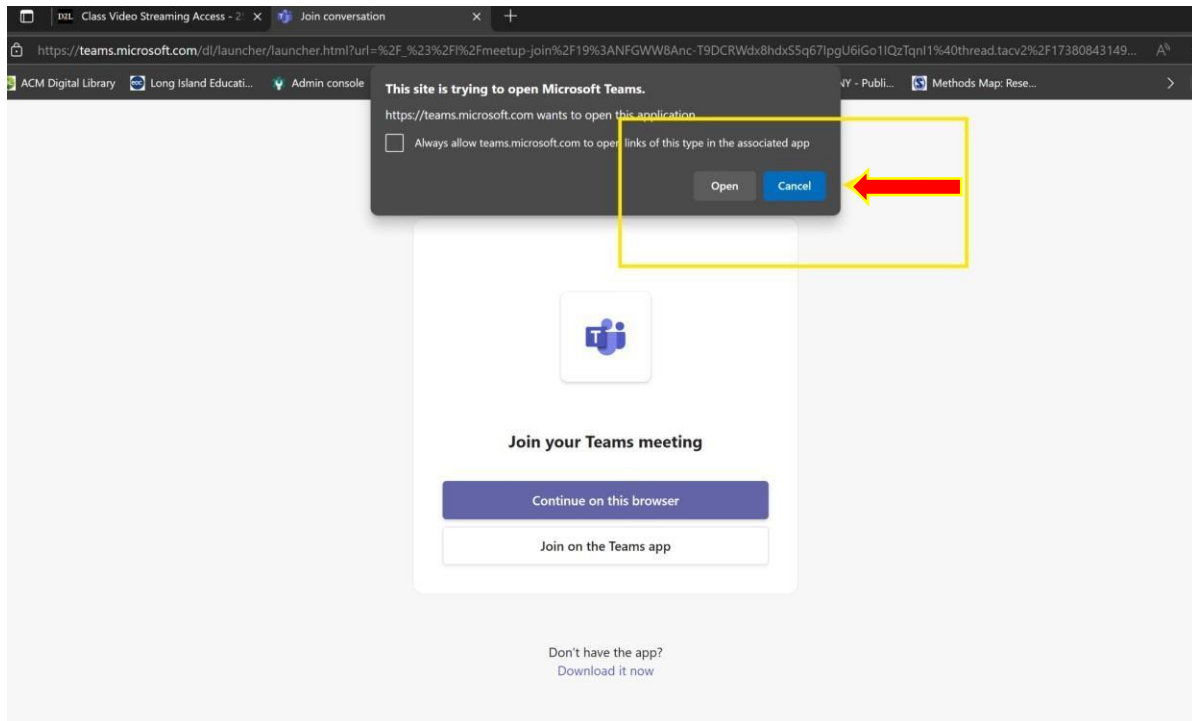 D2L Class Video Streaming Access - 2
Join conversation
https://teams.microsoft.com/dl/launcher/launcher.html?url=%2F_%23%2Fl%2Fmeetup-join%2F19%3ANFGWW8Anc-T9DCRWdx8hdxS5q67IpgU6iGo1IQzTqnI1%40thread.tacv2%2F17380843149...
ACM Digital Library EOC Long Island Educati... Admin console NY - Publi... Methods Map: Rese...
This site is trying to open Microsoft Teams.
https://teams.microsoft.com wants to open this application.
Always allow teams.microsoft.com to open links of this type in the associated app
Open Cancel
T
Join your Teams meeting
Continue on this browser
Join on the Teams app
Don't have the app?
Download it now